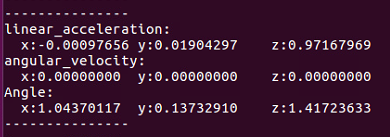 ---------------
linear_acceleration:
x:-0.00097656 y:0.01904297 z:0.97167969
angular_velocity:
x:0.00000000 y:0.00000000 z:0.00000000
Angle:
x:1.04370117 y:0.13732910 z:1.41723633
---------------